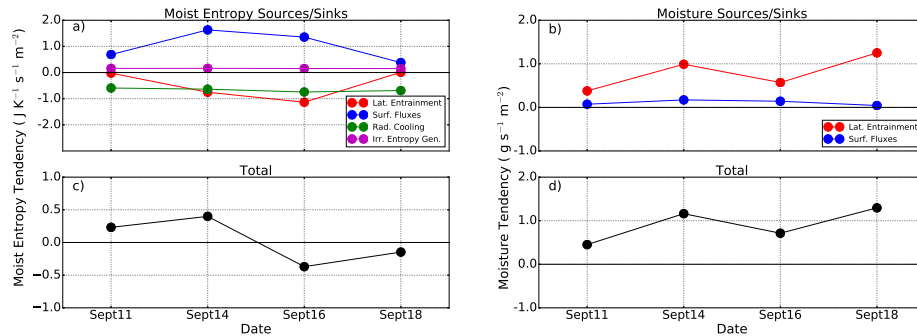 Moist Entropy Sources/Sinks
a)
2.0
1.0
0.0
-1.0
-2.0
Lat. Entrainment
Surf. Fluxes
Rad. Cooling
Irr. Entropy Gen.
Moist Entropy Tendency ( J K⁻¹ s⁻¹ m⁻²)
Total
c)
1.0
0.5
0.0
−0.5
−1.0
Sept11 Sept14 Sept16 Sept18
Date
Moisture Sources/Sinks
b)
2.0
1.0
0.0
-1.0
Lat. Entrainment
Surf. Fluxes
Moisture Tendency ( g s⁻¹ m⁻²)
Total
d)
2.0
1.0
0.0
-1.0
Sept11 Sept14 Sept16 Sept18
Date